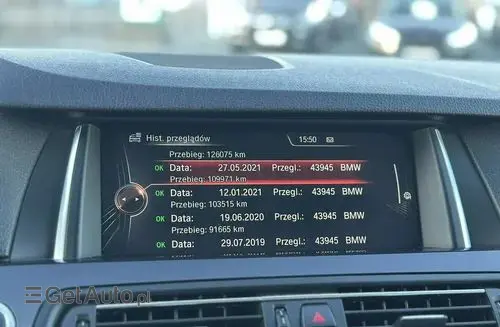 Hist. przeglądów 15:50
Przebieg: 126075 km
OK Data: 27.05.2021 Przegl.: 43945 BMW
Przebieg: 109971 km
OK Data: 12.01.2021 Przegl.: 43945 BMW
Przebieg: 103515 km
OK Data: 19.06.2020 Przegl.: 43945 BMW
Przebieg: 91665 km
OK Data: 29.07.2019 Przegl.: 43945 BMW
GetAuto.pl